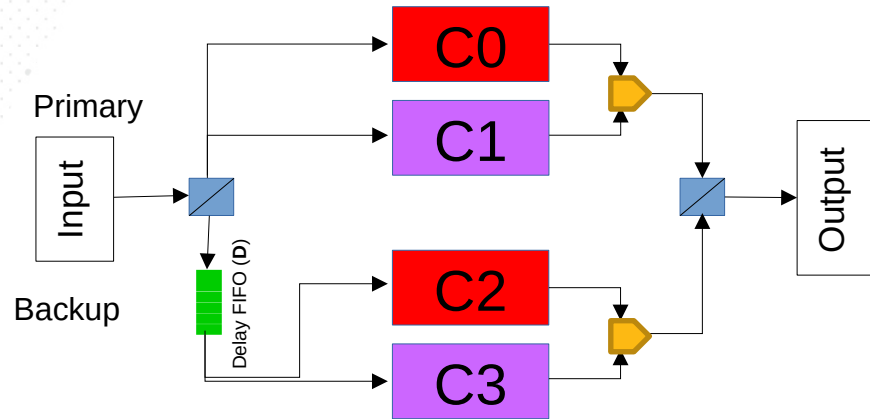 Primary
Input
Backup
Delay FIFO (D)
C0
C1
C2
C3
Output